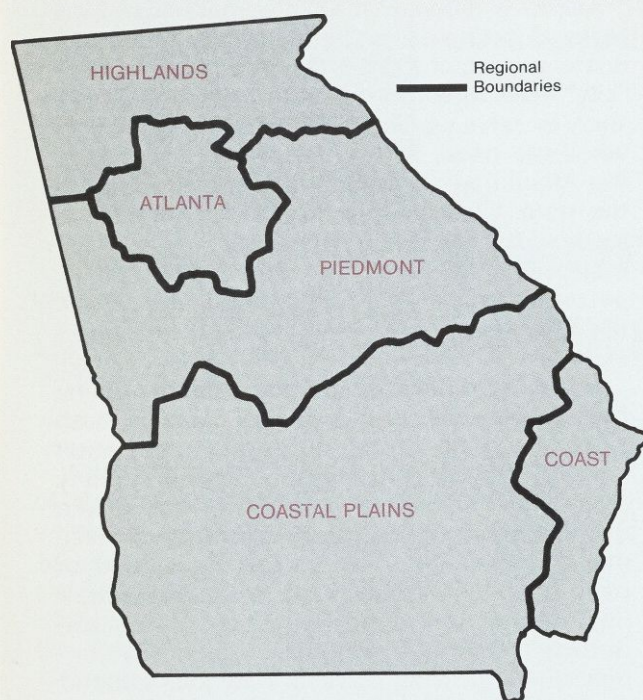 HIGHLANDS
Regional
Boundaries
ATLANTA
PIEDMONT
COAST
COASTAL PLAINS